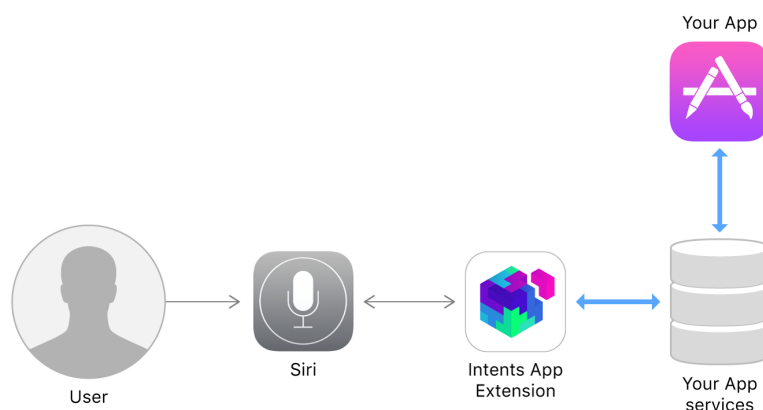 Your App
User
Siri
Intents App
Extension
Your App
services